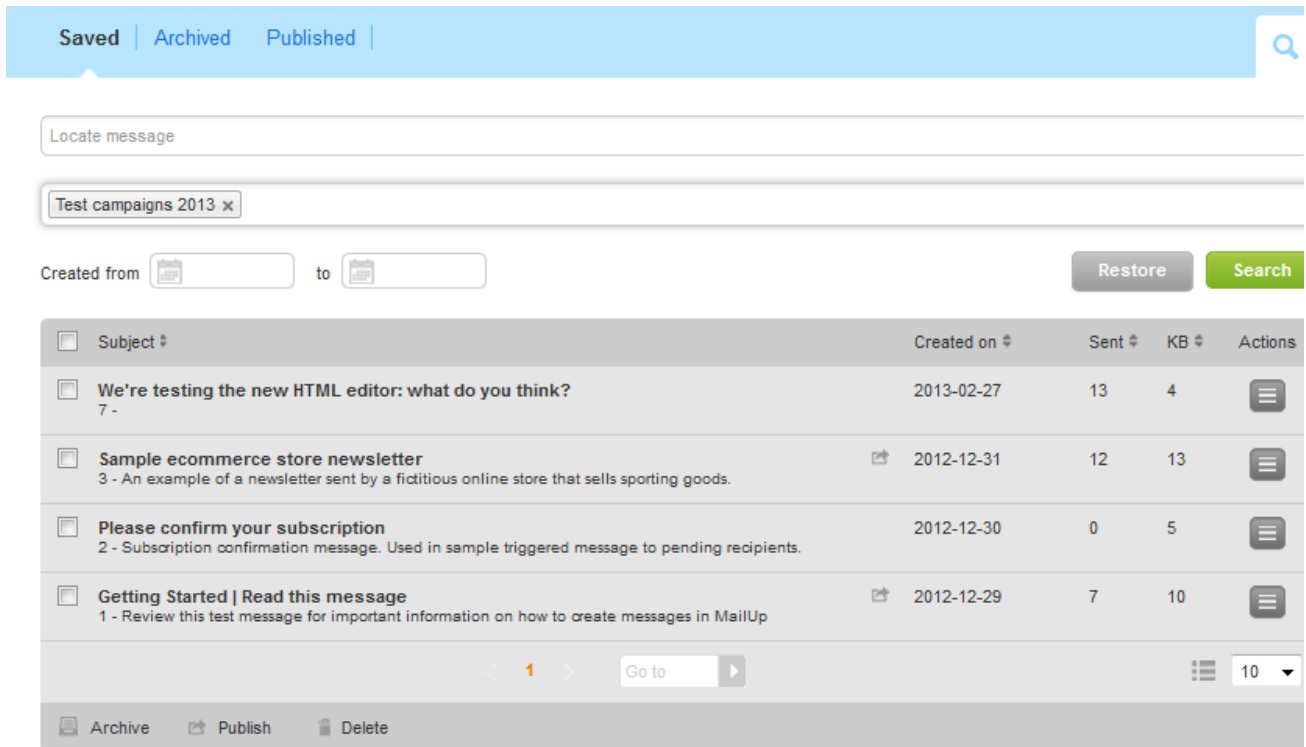 Saved Archived Published
Locate message
Test campaigns 2013 x
Created from to Restore Search
Subject Created on Sent KB Actions
We're testing the new HTML editor: what do you think? 2013-02-27 13 4
7 -
Sample ecommerce store newsletter 2012-12-31 12 13
3 - An example of a newsletter sent by a fictitious online store that sells sporting goods.
Please confirm your subscription 2012-12-30 0 5
2 - Subscription confirmation message. Used in sample triggered message to pending recipients.
Getting Started | Read this message 2012-12-29 7 10
1 - Review this test message for important information on how to create messages in MailUp
< 1 > Go to 10
Archive Publish Delete